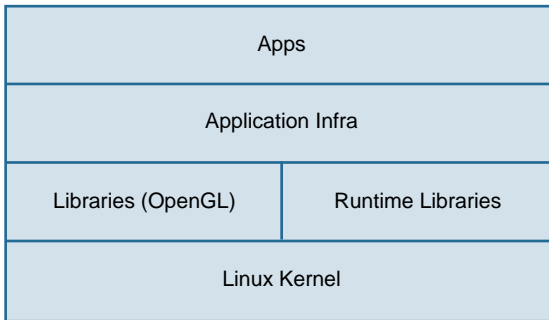 Apps
Application Infra
Libraries (OpenGL)
Runtime Libraries
Linux Kernel